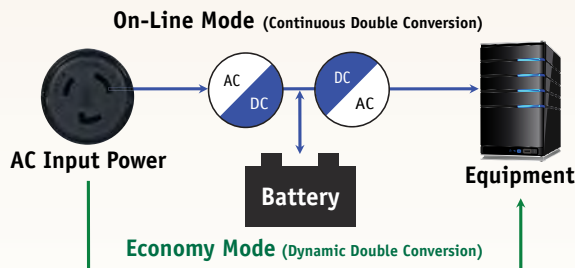 On-Line Mode (Continuous Double Conversion)
AC
DC
DC
AC
AC Input Power
Battery
Equipment
Economy Mode (Dynamic Double Conversion)